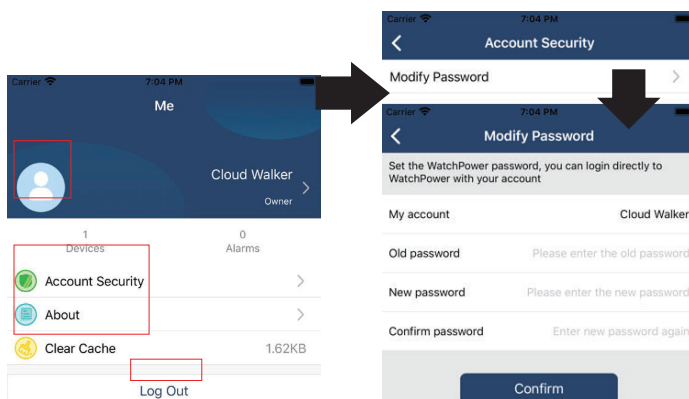 Carrier 7:04 PM
Me
Cloud Walker
Owner
1 0
Devices Alarms
Account Security
About
Clear Cache 1.62KB
Log Out
Carrier 7:04 PM
Account Security
Modify Password
Carrier 7:04 PM
Modify Password
Set the WatchPower password, you can login directly to
WatchPower with your account
My account Cloud Walker
Old password Please enter the old password
New password Please enter the new password
Confirm password Enter new password again
Confirm